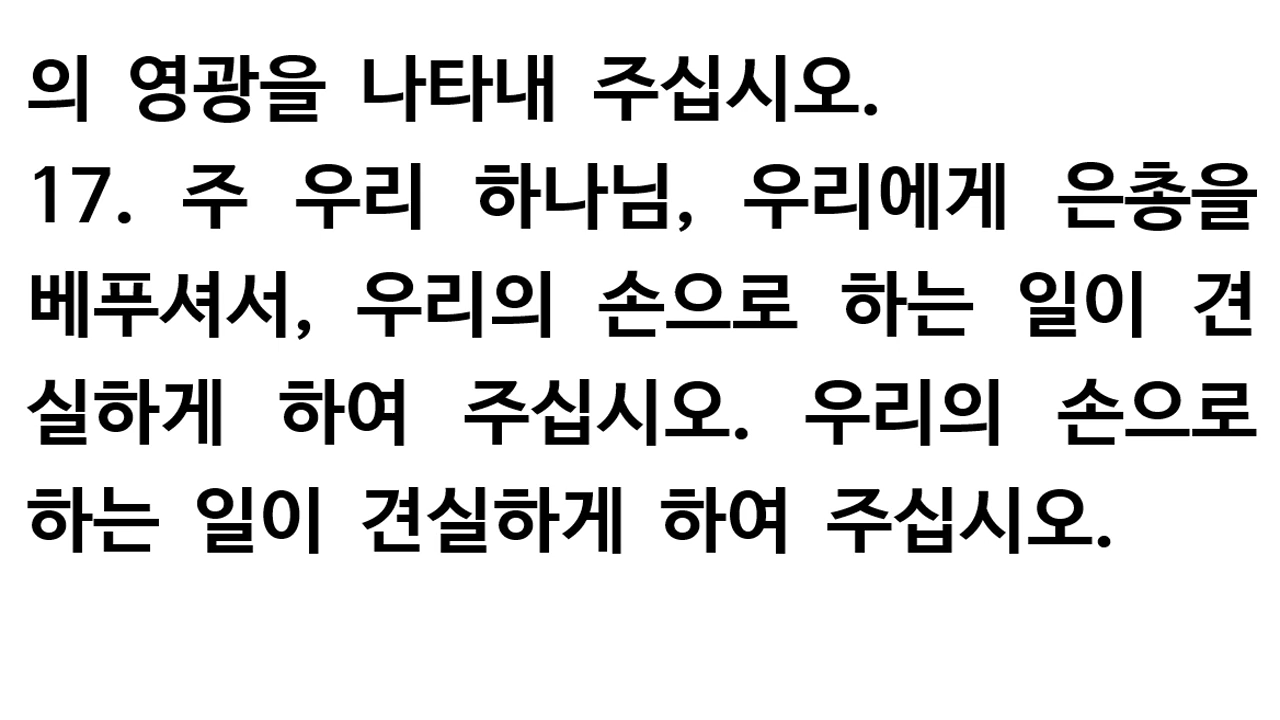 의 영광을 나타내 주십시오.
17. 주 우리 하나님, 우리에게 은총을
베푸셔서, 우리의 손으로 하는 일이 견
실하게 하여 주십시오. 우리의 손으로
하는 일이 견실하게 하여 주십시오.